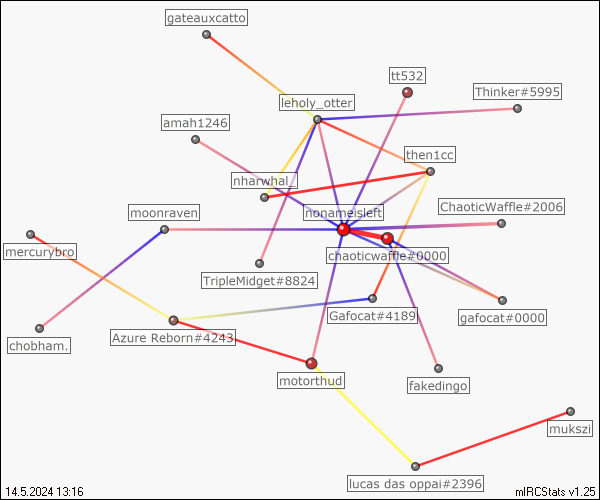 gateauxcatto
tt532
Thinker#5995
leholy_otter
amah1246
then1cc
nharwhal_
ChaoticWaffle#2006
moonraven
nonameisleft
mercurybro
chaoticwaffle#0000
TripleMidget#8824
Gafocat#4189
gafocat#0000
chobham.
Azure Reborn#4243
motorthud
fakedingo
mukszi
lucas das oppai#2396
14.5.2024 13:16
mIRCStats v1.25